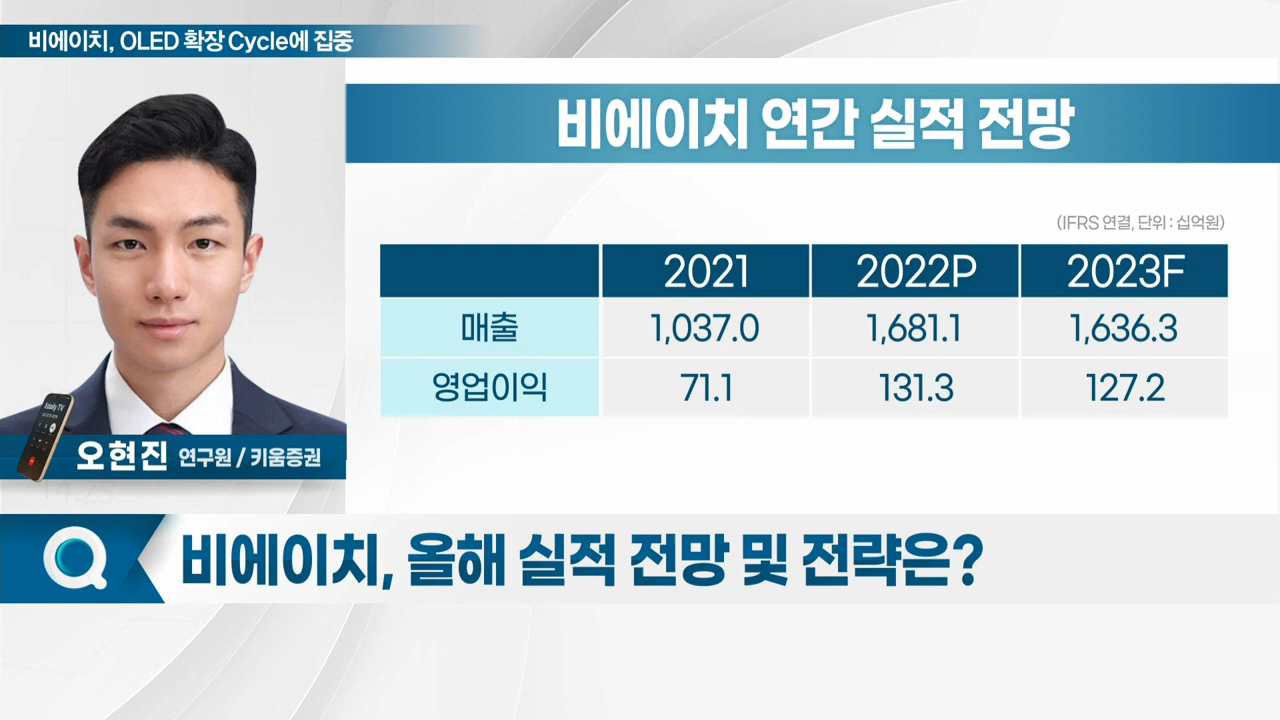 비에이치, OLED 확장 Cycle에 집중
비에이치 연간 실적 전망
(IFRS 연결, 단위 : 십억원)
2021 2022P 2023F
매출 1,037.0 1,681.1 1,636.3
영업이익 71.1 131.3 127.2
Edaily TV
오현진 연구원 / 키움증권
14:25
비에이치, 올해 실적 전망 및 전략은?